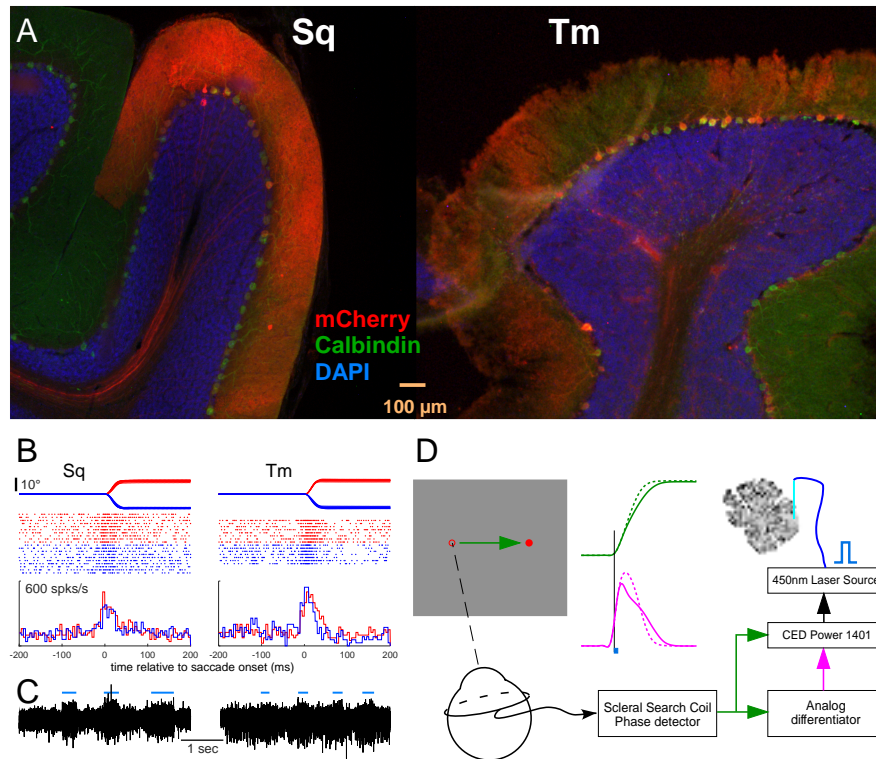 A
Sq
Tm
mCherry
Calbindin
DAPI
100 µm
B
10°
Sq
Tm
600 spks/s
-200
-100
0
100
200
-200
-100
0
100
200
time relative to saccade onset (ms)
C
1 sec
D
450nm Laser Source
CED Power 1401
Scleral Search Coil
Phase detector
Analog
differentiator